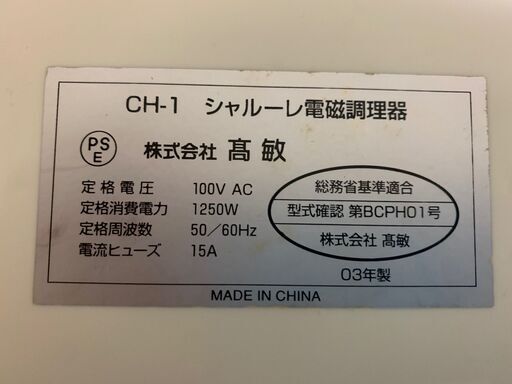 CH-1 シャルーレ電磁調理器
PS
E
株式会社 髙敏
定格電圧 100V AC
定格消費電力 1250W
定格周波数 50/60Hz
電流ヒューズ 15A
総務省基準適合
型式確認 第BCPH01号
株式会社 髙敏
03年製
MADE IN CHINA